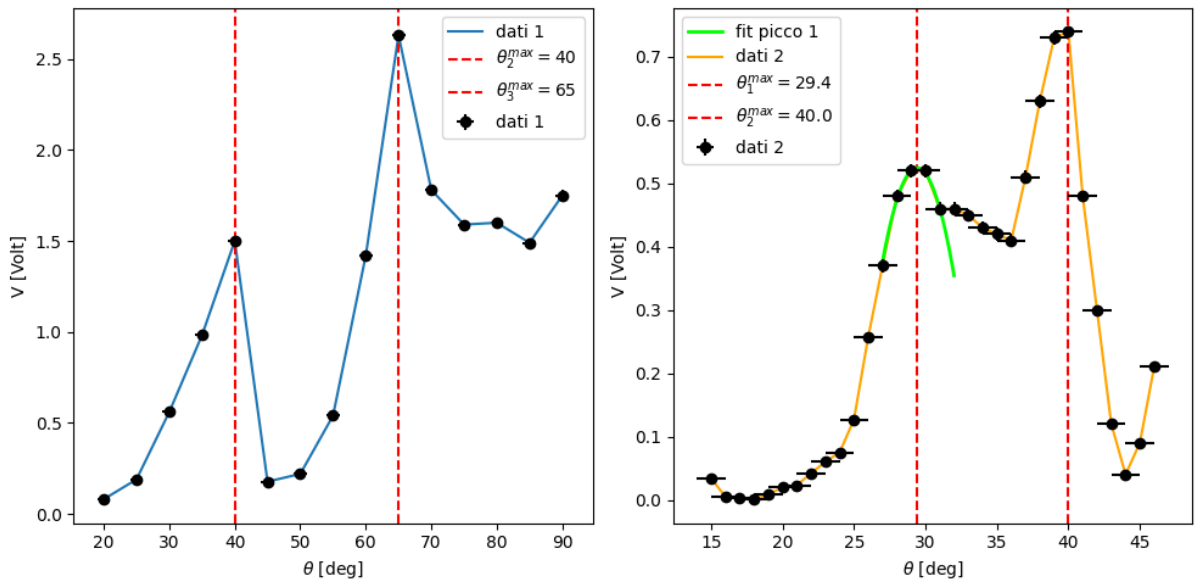 2.5
2.0
1.5
1.0
0.5
0.0
V [Volt]
20 30 40 50 60 70 80 90
θ [deg]
dati 1
θ₂ᵐᵃˣ = 40
θ₃ᵐᵃˣ = 65
dati 1
0.7
0.6
0.5
0.4
0.3
0.2
0.1
0.0
V [Volt]
15 20 25 30 35 40 45
θ [deg]
fit picco 1
dati 2
θ₁ᵐᵃˣ = 29.4
θ₂ᵐᵃˣ = 40.0
dati 2